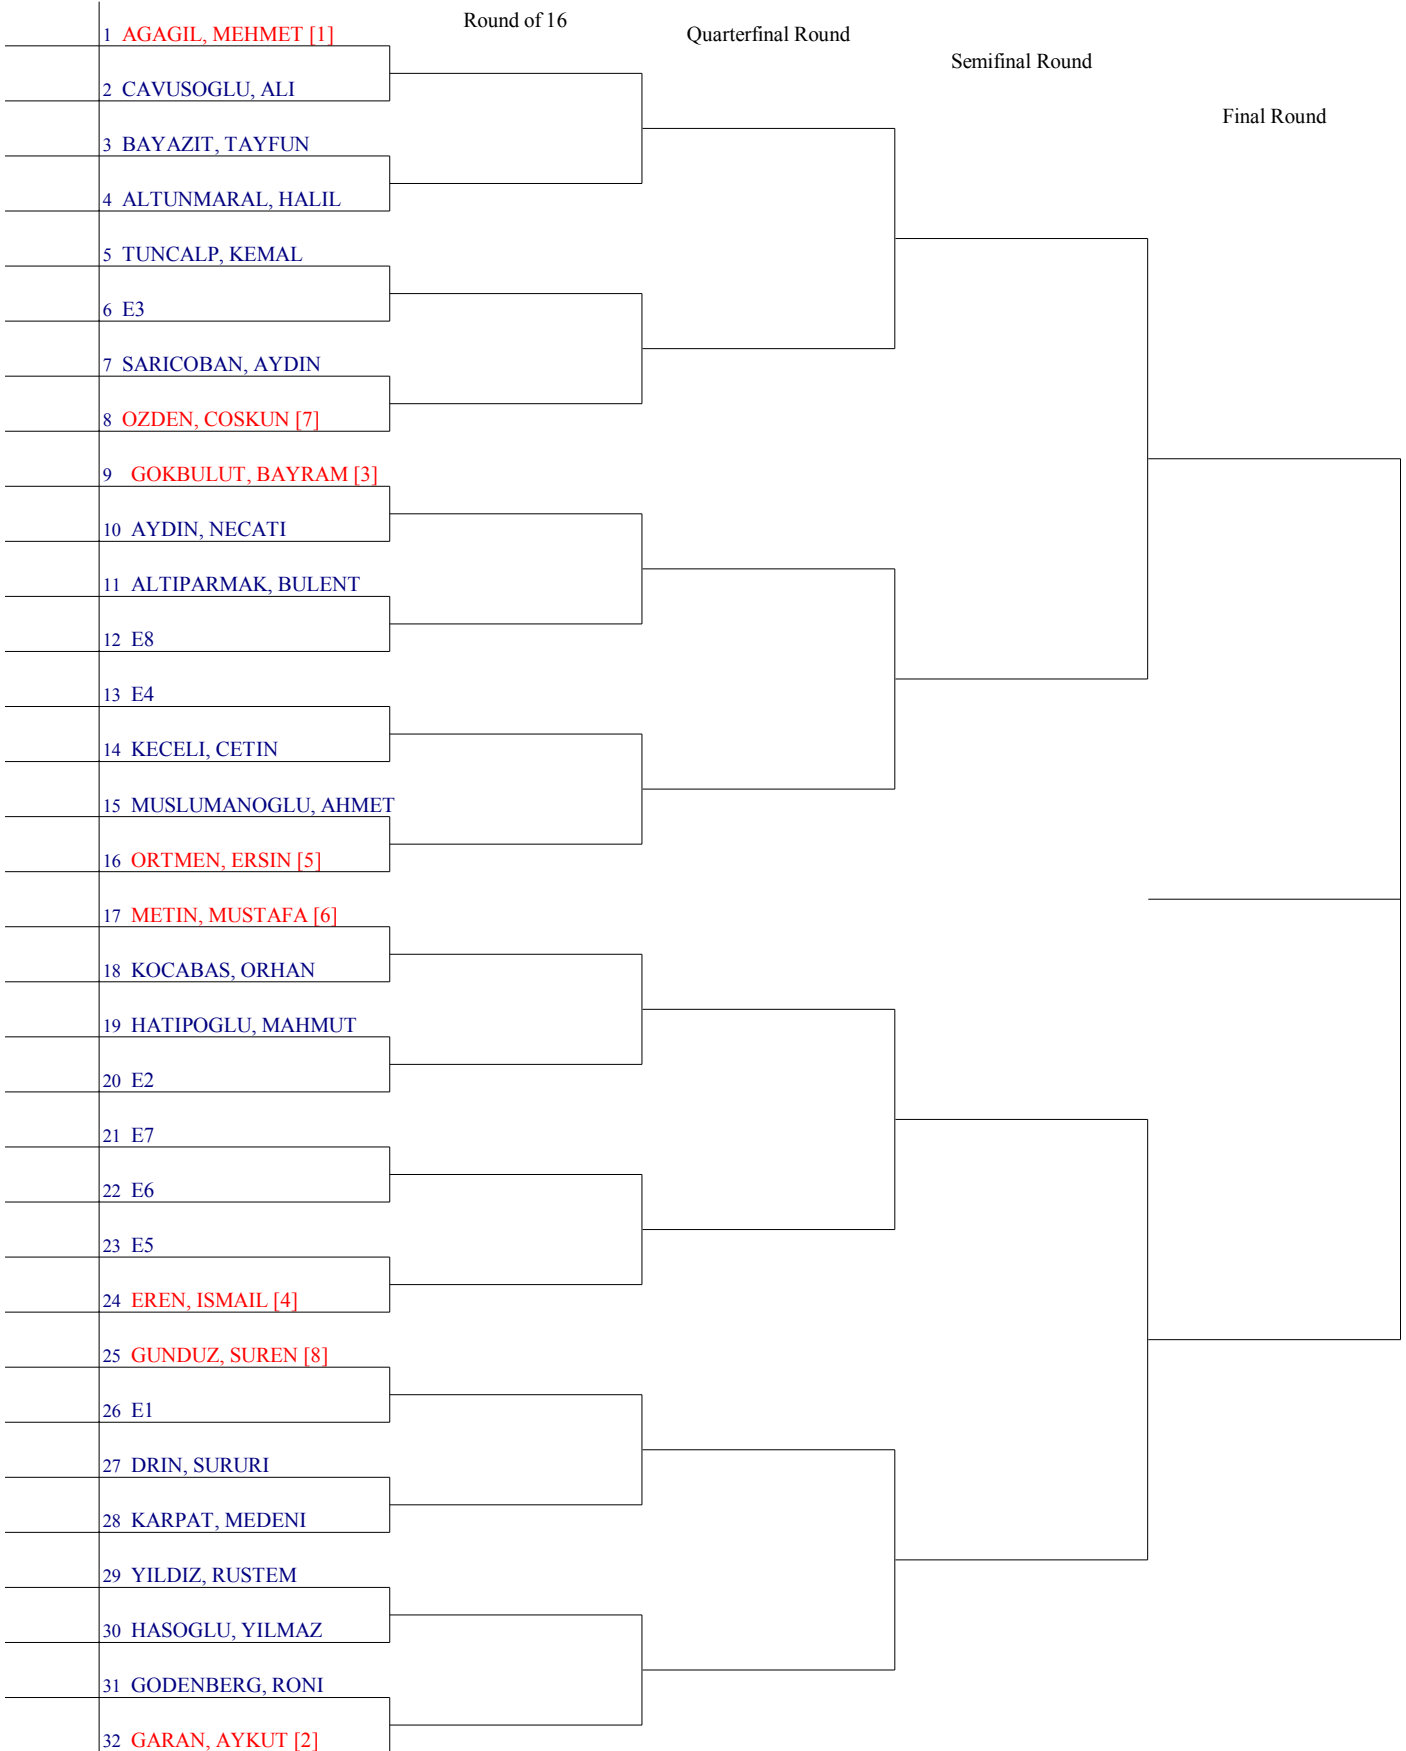 Round of 16
Quarterfinal Round
Semifinal Round
Final Round
1 AGAGIL, MEHMET [1]
2 CAVUSOGLU, ALI
3 BAYAZIT, TAYFUN
4 ALTUNMARAL, HALIL
5 TUNCALP, KEMAL
6 E3
7 SARICOBAN, AYDIN
8 OZDEN, COSKUN [7]
9 GOKBULUT, BAYRAM [3]
10 AYDIN, NECATI
11 ALTIPARMAK, BULENT
12 E8
13 E4
14 KECELI, CETIN
15 MUSLUMANOGLU, AHMET
16 ORTMEN, ERSIN [5]
17 METIN, MUSTAFA [6]
18 KOCABAS, ORHAN
19 HATIPOGLU, MAHMUT
20 E2
21 E7
22 E6
23 E5
24 EREN, ISMAIL [4]
25 GUNDUZ, SUREN [8]
26 E1
27 DRIN, SURURI
28 KARPAT, MEDENI
29 YILDIZ, RUSTEM
30 HASOGLU, YILMAZ
31 GODENBERG, RONI
32 GARAN, AYKUT [2]